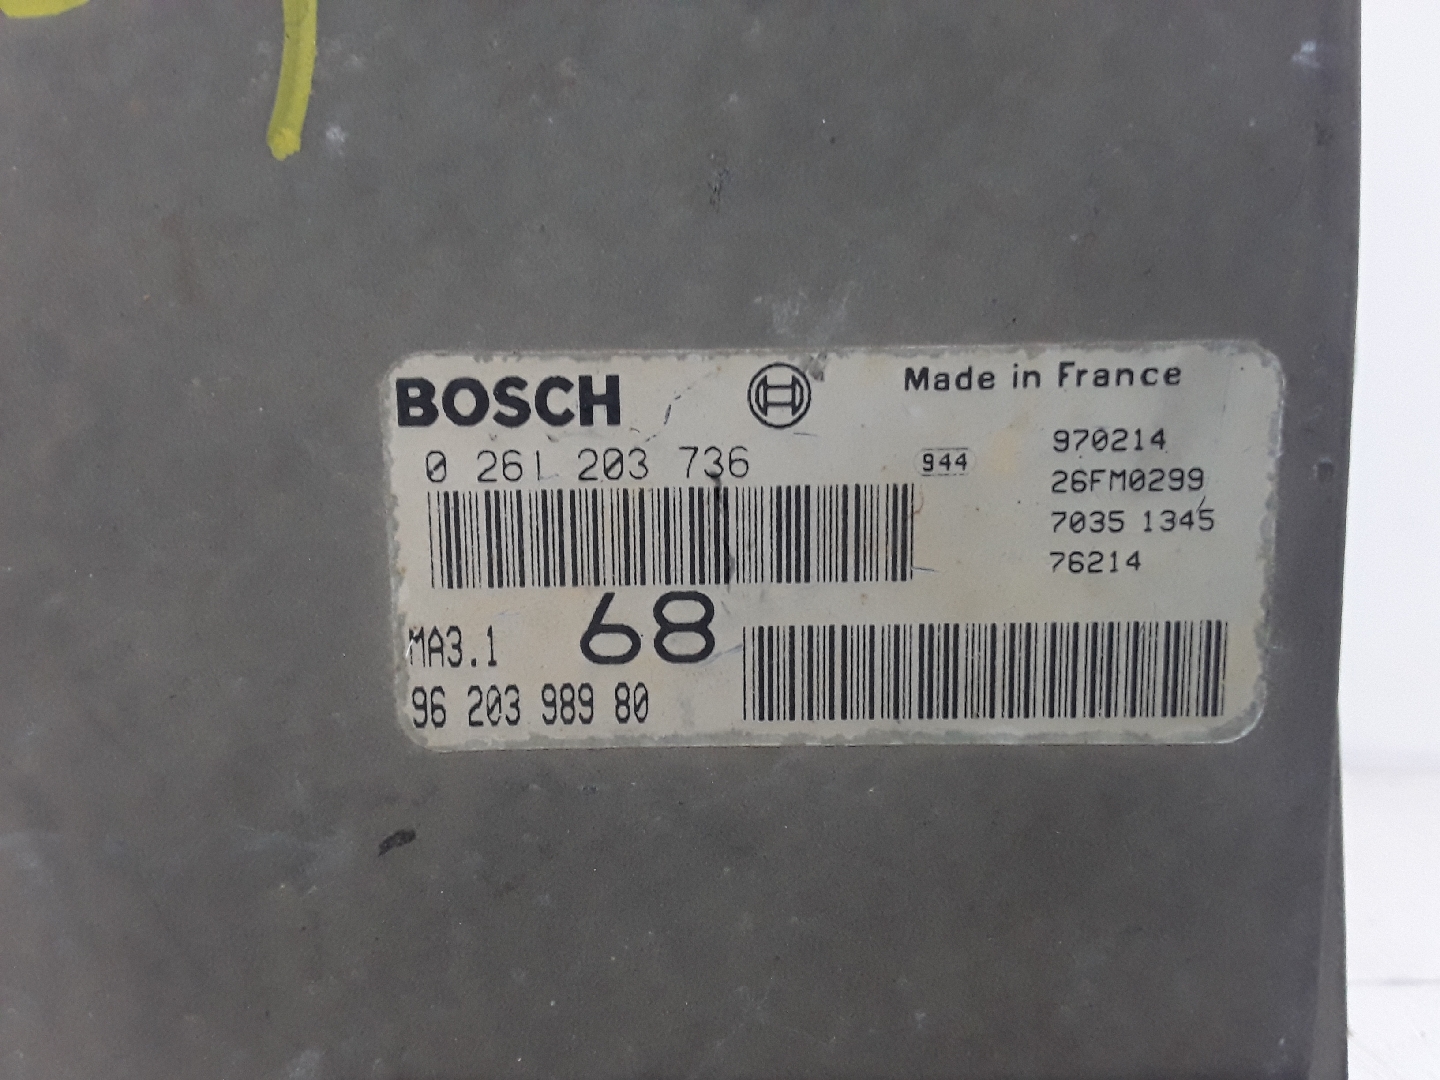 BOSCH
Made in France
0 261 203 736
944
970214
26FM0299
7035 1345
76214
MA3.1
68
96 203 989 80